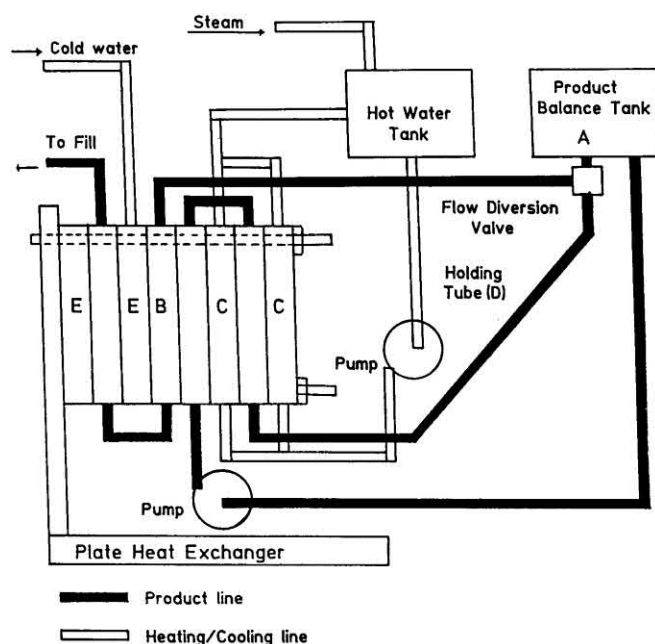 Steam
Cold water
To Fill
Hot Water
Tank
Product
Balance Tank
A
Flow Diversion
Valve
Holding
Tube (D)
E
E
B
C
C
Pump
Pump
Plate Heat Exchanger
Product line
Heating/Cooling line